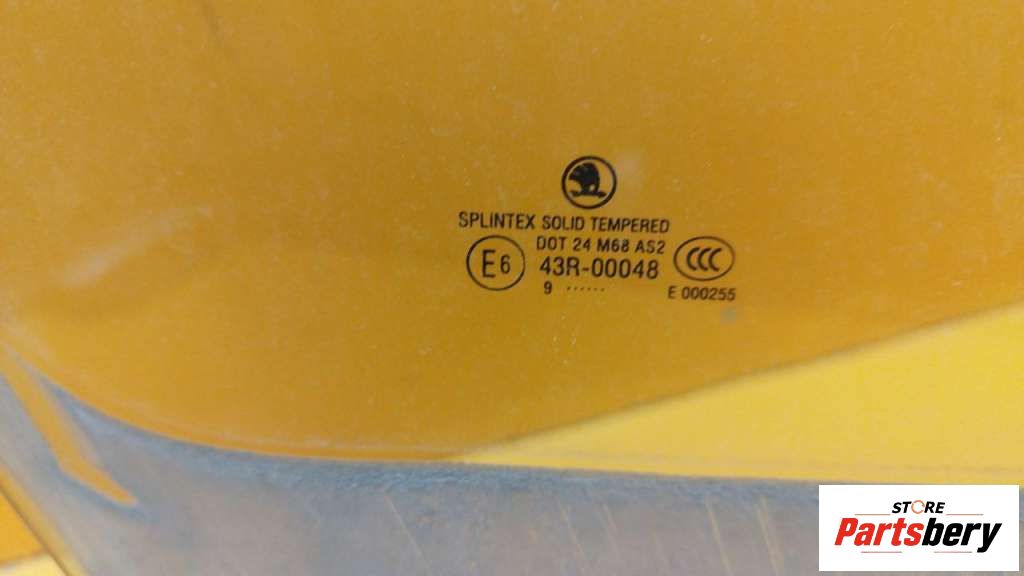 SPLINTEX SOLID TEMPERED
DOT 24 M68 AS2
E6 43R-00048 CCC
9 ...... E 000255
STORE
Partsbery